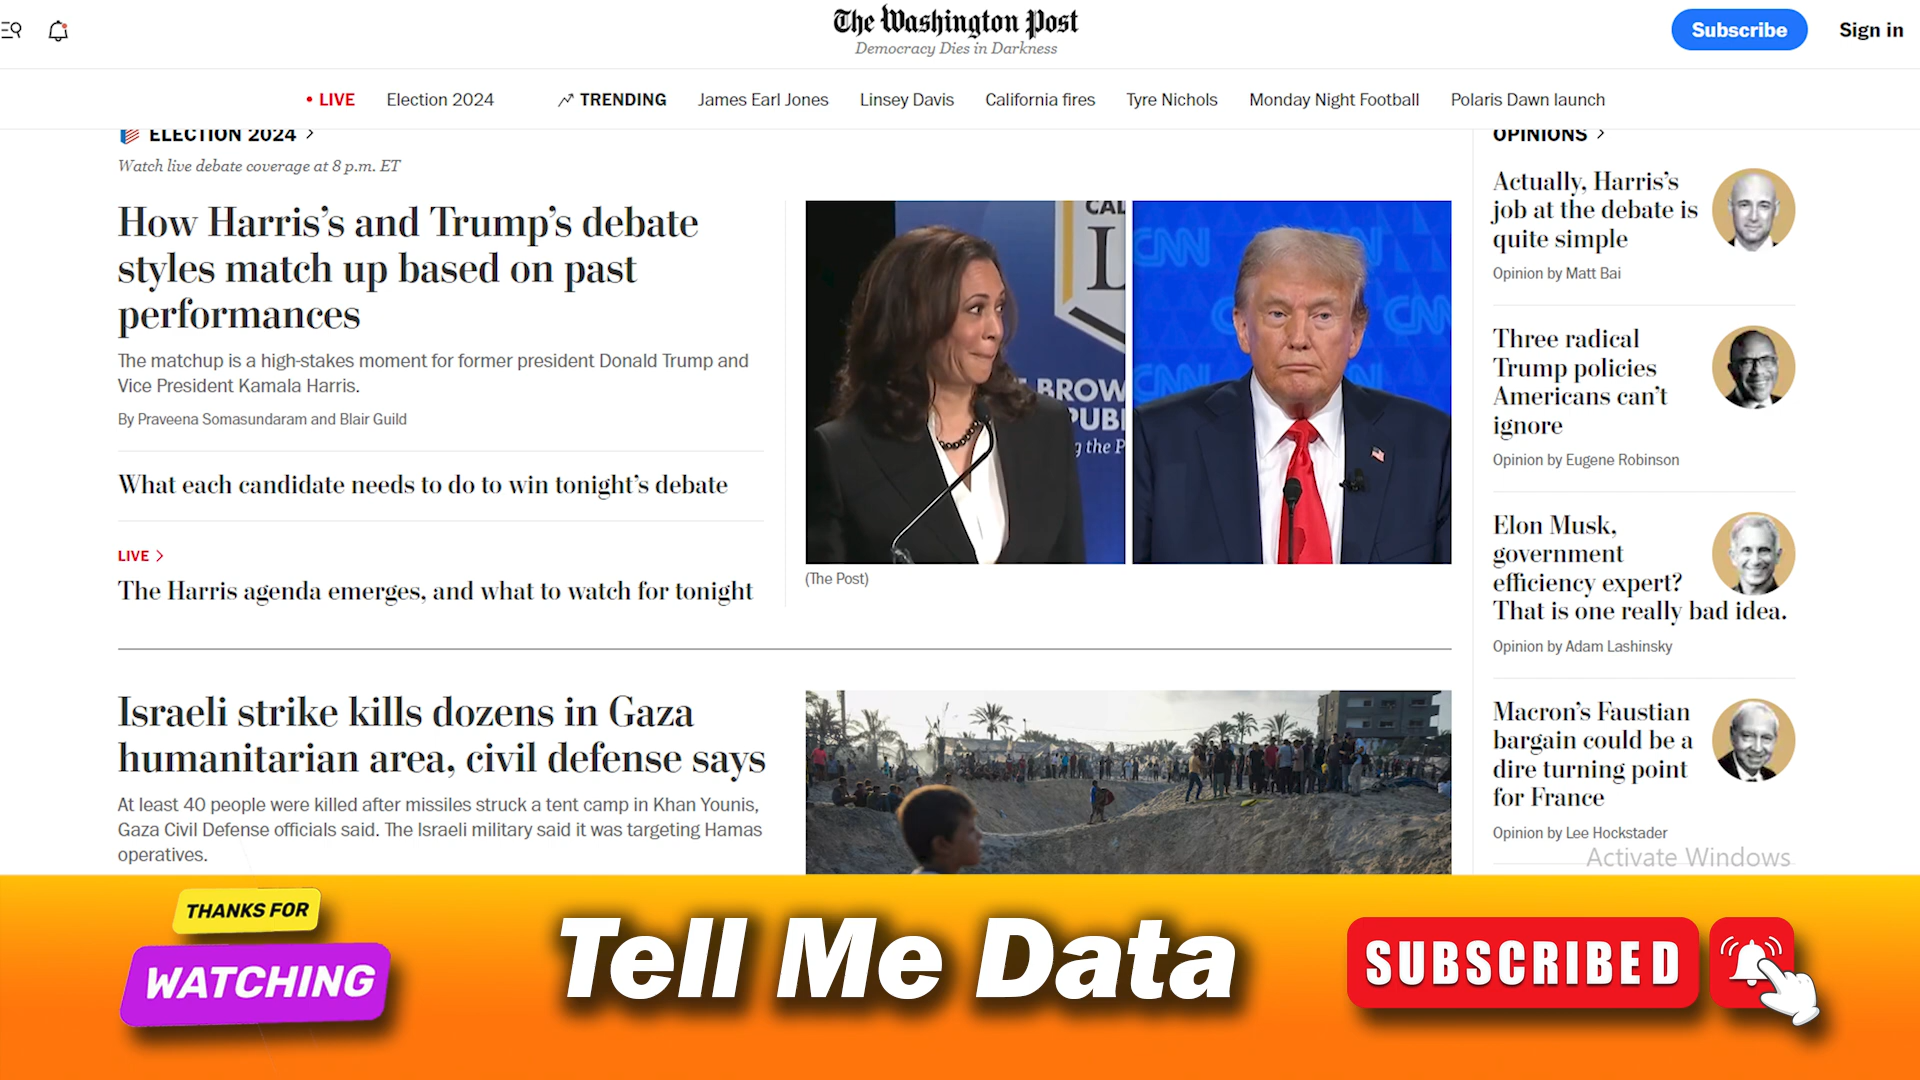 The Washington Post
Democracy Dies in Darkness
Subscribe
Sign in
• LIVE
Election 2024
TRENDING
James Earl Jones
Linsey Davis
California fires
Tyre Nichols
Monday Night Football
Polaris Dawn launch
ELECTION 2024 >
Watch live debate coverage at 8 p.m. ET
How Harris's and Trump's debate
styles match up based on past
performances
The matchup is a high-stakes moment for former president Donald Trump and
Vice President Kamala Harris.
By Praveena Somasundaram and Blair Guild
What each candidate needs to do to win tonight's debate
LIVE >
The Harris agenda emerges, and what to watch for tonight
CAL
L
BROW
PUB
g the P
CNN
CNN
CNN
(The Post)
Israeli strike kills dozens in Gaza
humanitarian area, civil defense says
At least 40 people were killed after missiles struck a tent camp in Khan Younis,
Gaza Civil Defense officials said. The Israeli military said it was targeting Hamas
operatives.
OPINIONS >
Actually, Harris's
job at the debate is
quite simple
Opinion by Matt Bai
Three radical
Trump policies
Americans can't
ignore
Opinion by Eugene Robinson
Elon Musk,
government
efficiency expert?
That is one really bad idea.
Opinion by Adam Lashinsky
Macron's Faustian
bargain could be a
dire turning point
for France
Opinion by Lee Hockstader
Activate Windows
THANKS FOR
WATCHING
Tell Me Data
SUBSCRIBED